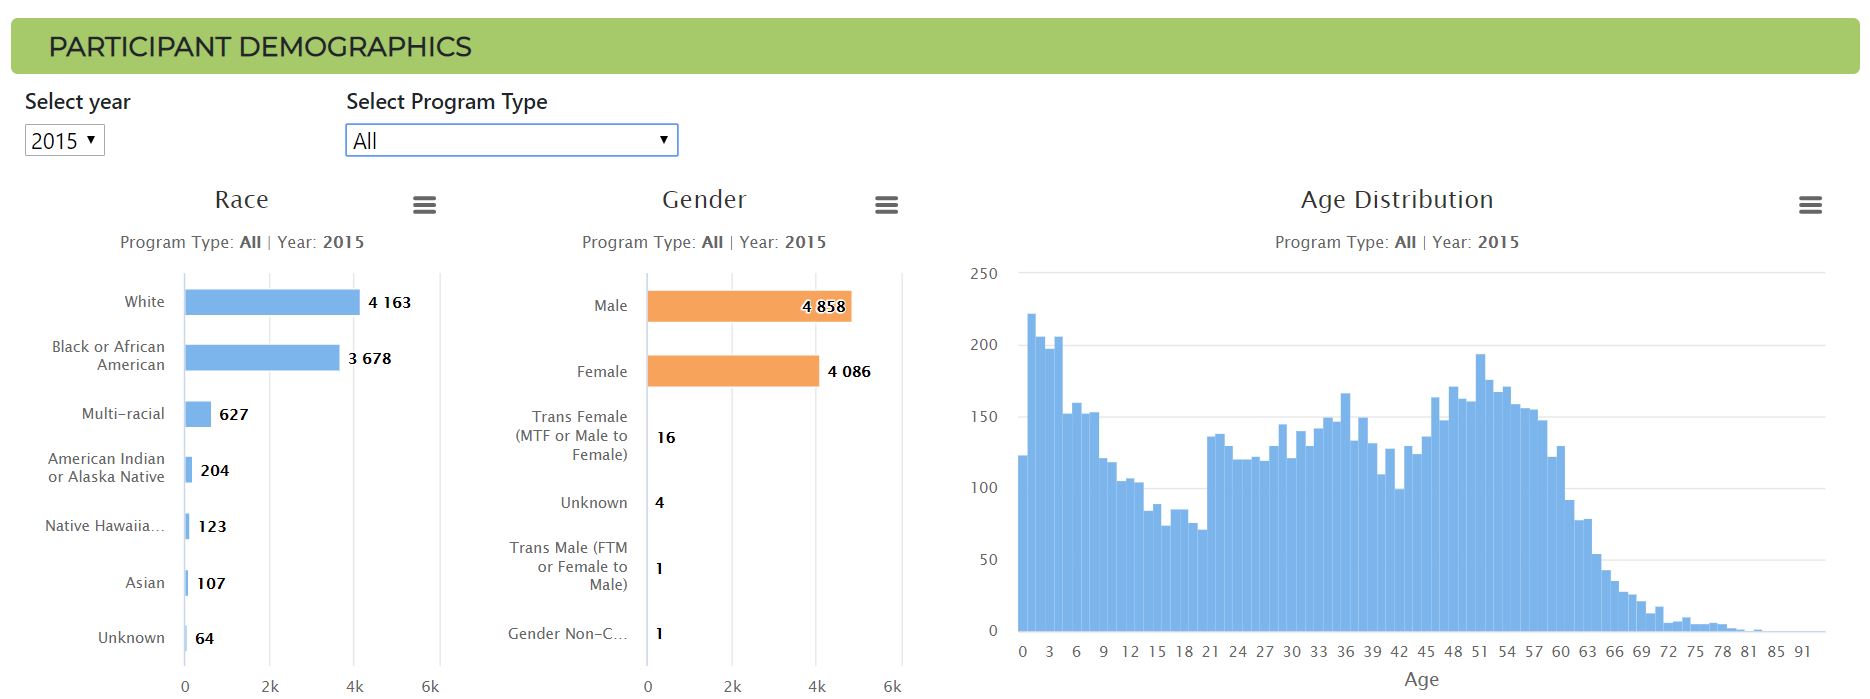 PARTICIPANT DEMOGRAPHICS
Select year
Select Program Type
2015
All
Race
Program Type: All | Year: 2015
White
4 163
Black or African
American
3 678
Multi-racial
627
American Indian
or Alaska Native
204
Native Hawaiia...
123
Asian
107
Unknown
64
0 2k 4k 6k
Gender
Program Type: All | Year: 2015
Male
4 858
Female
4 086
Trans Female
(MTF or Male to
Female)
16
Unknown
4
Trans Male (FTM
or Female to
Male)
1
Gender Non-C...
1
0 2k 4k 6k
Age Distribution
Program Type: All | Year: 2015
250
200
150
100
50
0
0 3 6 9 12 15 18 21 24 27 30 33 36 39 42 45 48 51 54 57 60 63 66 69 72 75 78 81 85 91
Age